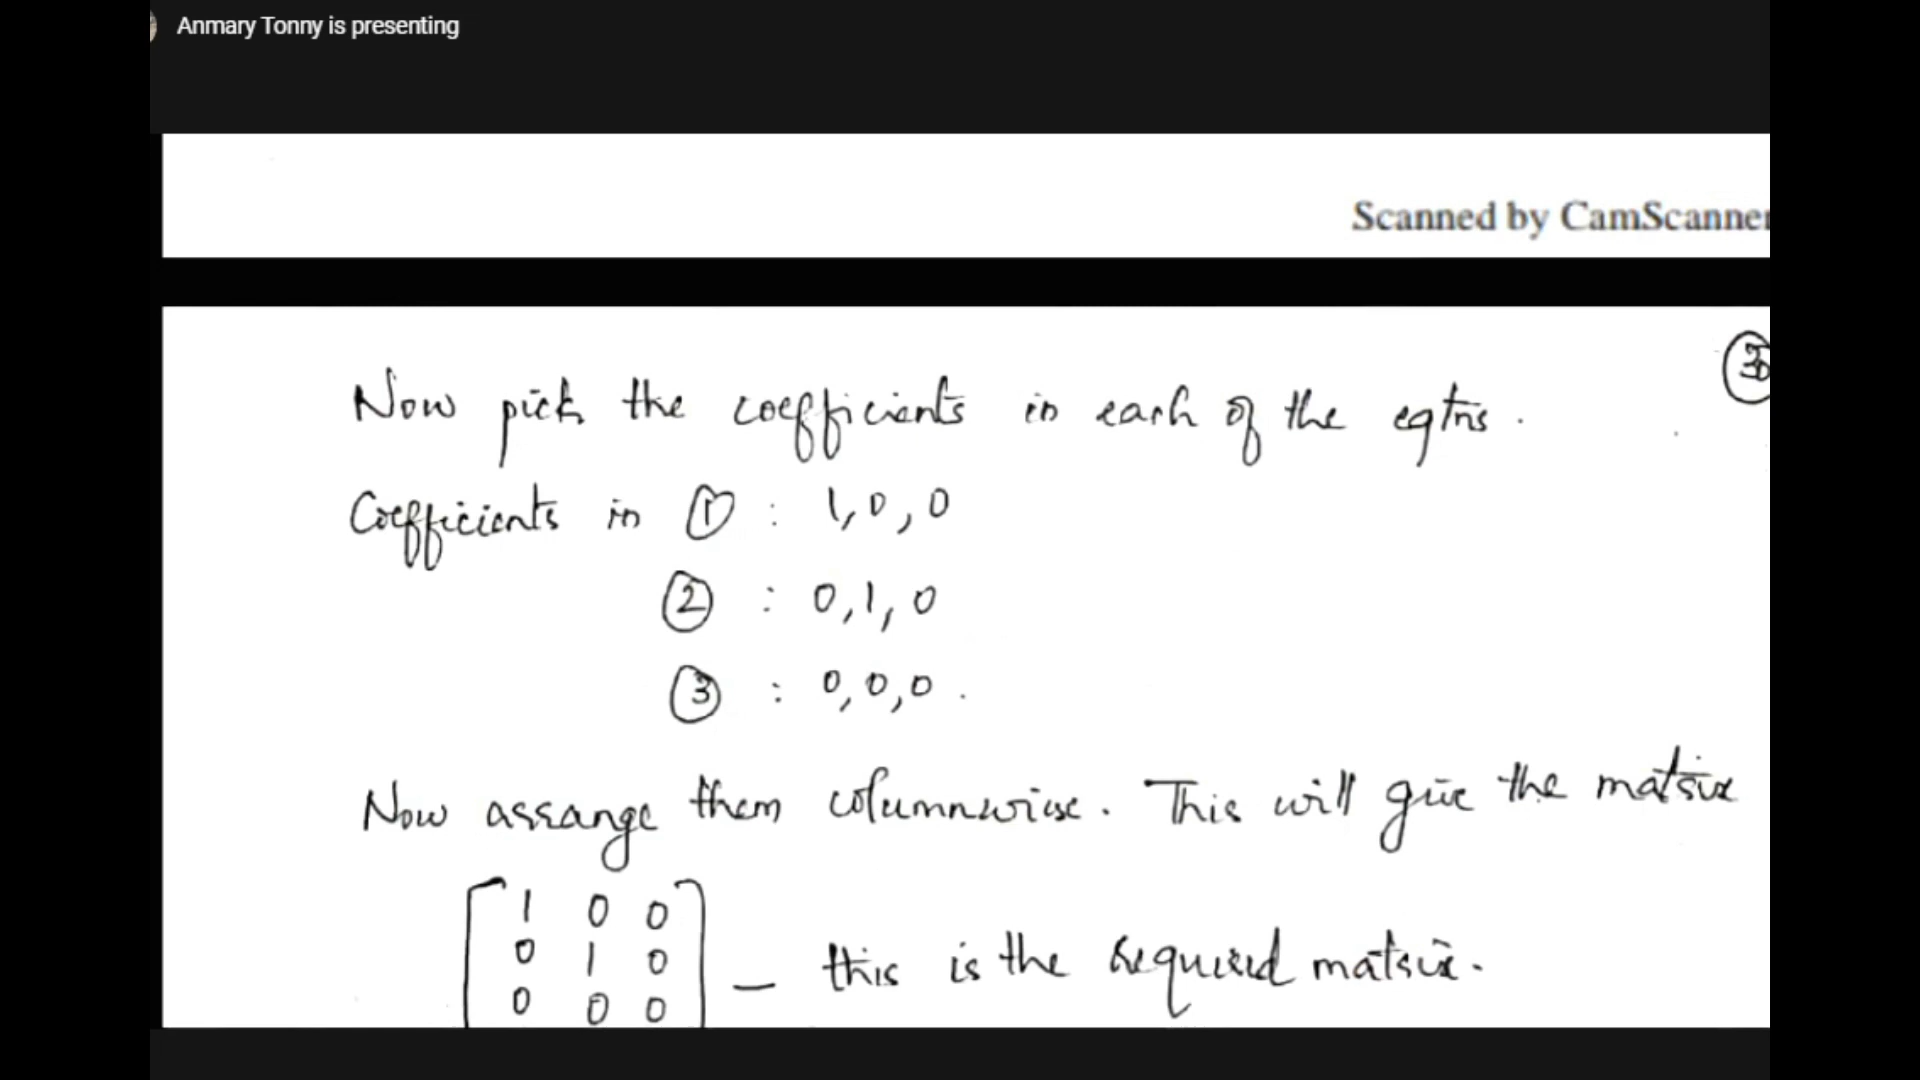 Anmary Tonny is presenting
Scanned by CamScanner
3
Now pick the coefficients in each of the eqtns.
Coefficients in ① : 1, 0, 0
② : 0, 1, 0
③ : 0, 0, 0.
Now arrange them columnwise. This will give the matrix
1 0 0
0 1 0 — this is the required matrix.
0 0 0